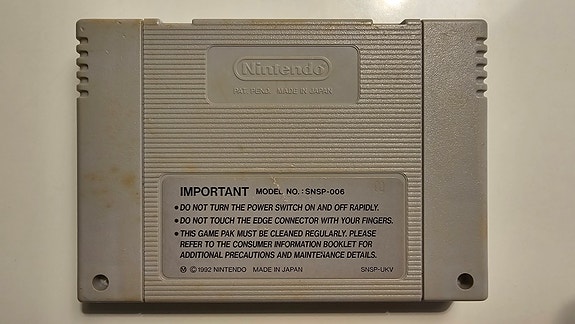 Nintendo
PAT. PEND. MADE IN JAPAN
IMPORTANT MODEL NO.: SNSP-006
• DO NOT TURN THE POWER SWITCH ON AND OFF RAPIDLY.
• DO NOT TOUCH THE EDGE CONNECTOR WITH YOUR FINGERS.
• THIS GAME PAK MUST BE CLEANED REGULARLY. PLEASE
REFER TO THE CONSUMER INFORMATION BOOKLET FOR
ADDITIONAL PRECAUTIONS AND MAINTENANCE DETAILS.
Ⓜ © 1992 NINTENDO MADE IN JAPAN SNSP-UKV